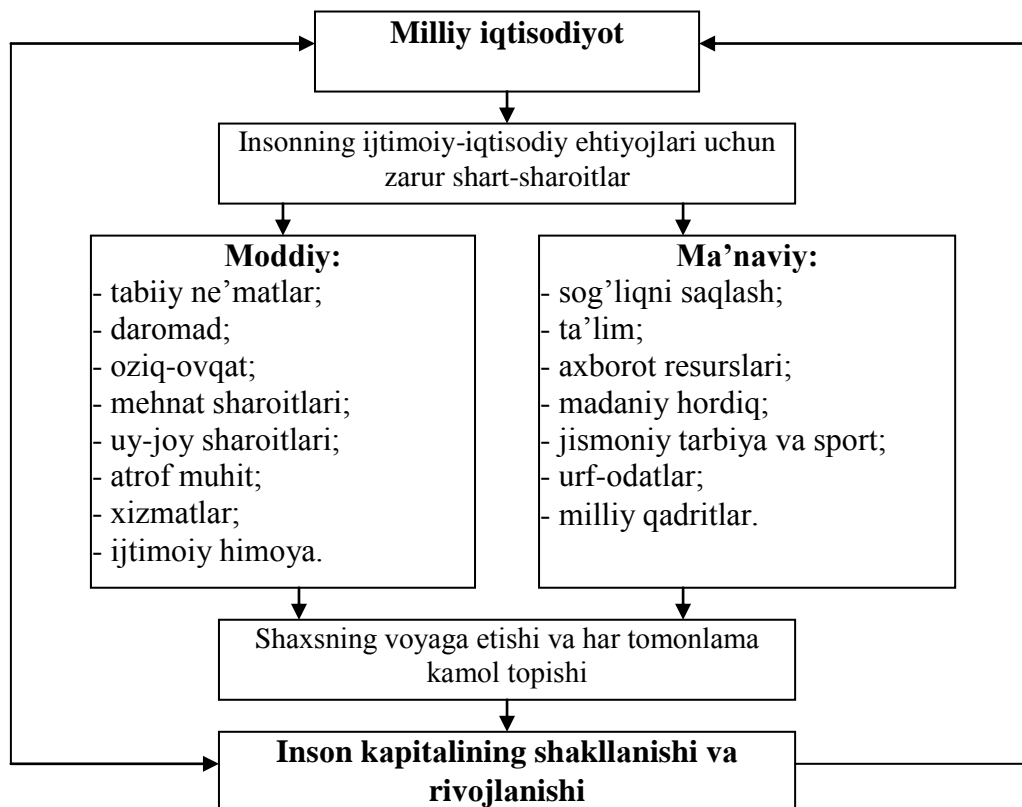 Milliy iqtisodiyot
Insonning ijtimoiy-iqtisodiy ehtiyojlari uchun
zarur shart-sharoitlar
Moddiy:
- tabiiy ne’matlar;
- daromad;
- oziq-ovqat;
- mehnat sharoitlari;
- uy-joy sharoitlari;
- atrof muhit;
- xizmatlar;
- ijtimoiy himoya.
Ma’naviy:
- sog’liqni saqlash;
- ta’lim;
- axborot resurslari;
- madaniy hordiq;
- jismoniy tarbiya va sport;
- urf-odatlar;
- milliy qadritlar.
Shaxsning voyaga etishi va har tomonlama
kamol topishi
Inson kapitalining shakllanishi va
rivojlanishi